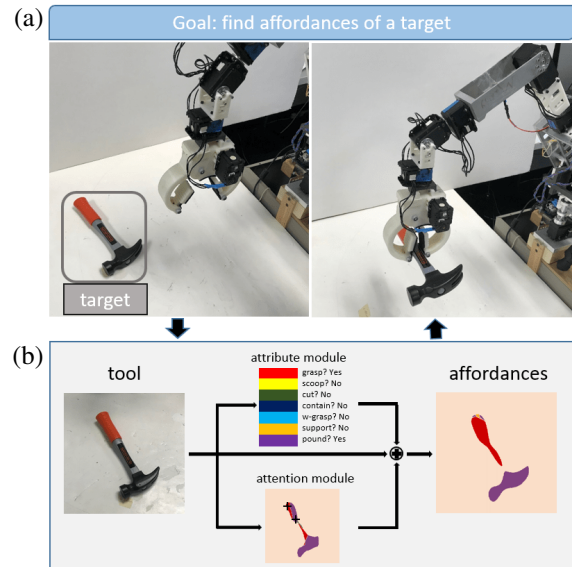 (a)
Goal: find affordances of a target
target
(b)
tool
attribute module
grasp? Yes
scoop? No
cut? No
contain? No
w-grasp? No
support? No
pound? Yes
attention module
affordances